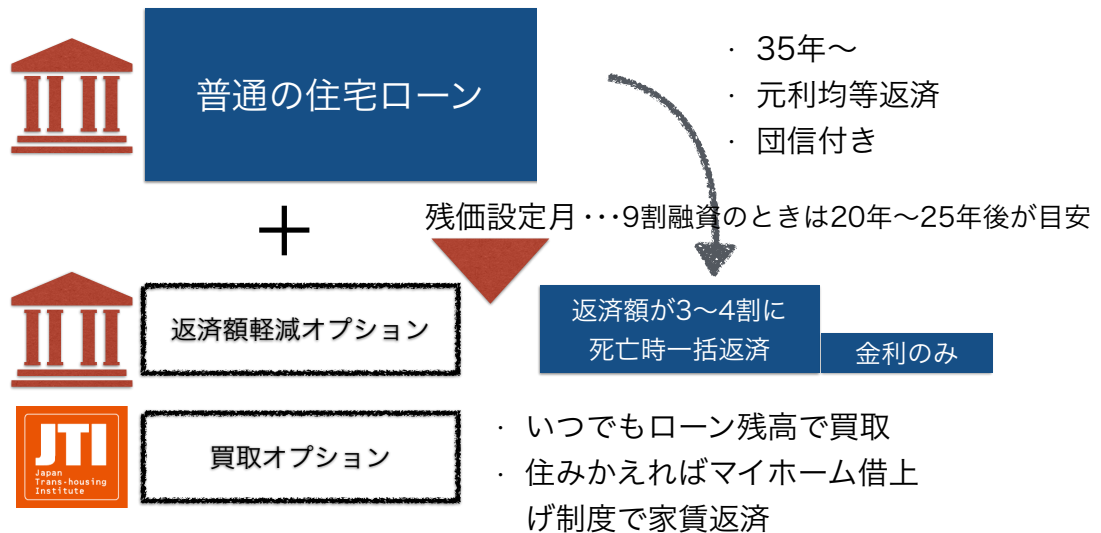 普通の住宅ローン
· 35年〜
· 元利均等返済
· 団信付き
+
残価設定月･･･9割融資のときは20年〜25年後が目安
返済額軽減オプション
返済額が3〜4割に
死亡時一括返済
金利のみ
JTI
Japan
Trans-housing
Institute
買取オプション
· いつでもローン残高で買取
· 住みかえればマイホーム借上
げ制度で家賃返済